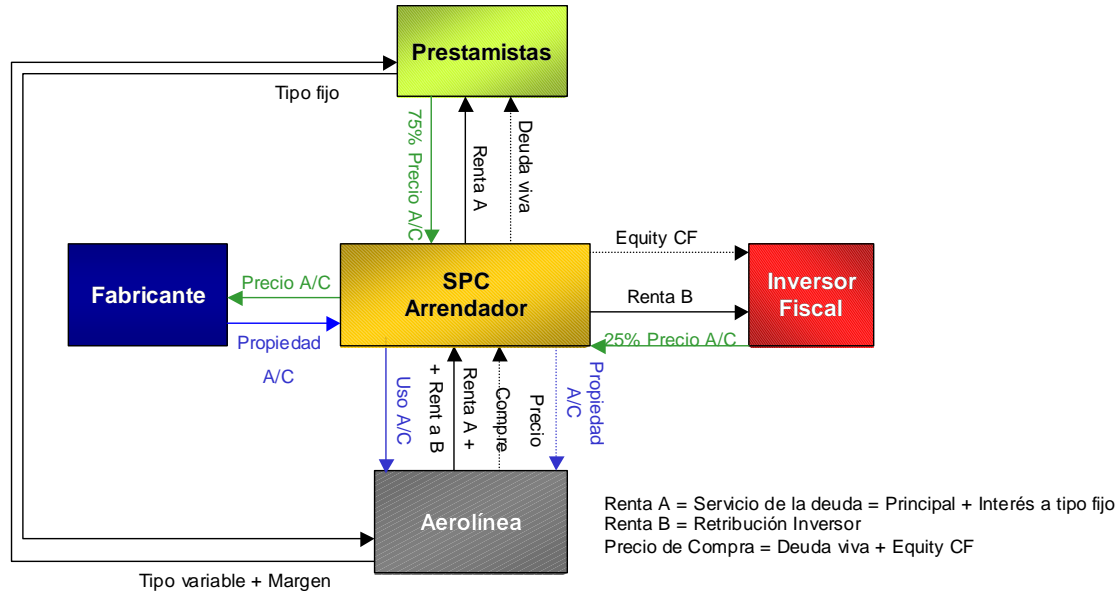 Prestamistas
Tipo fijo
75% Precio A/C
Renta A
Deuda viva
Fabricante
Precio A/C
Propiedad
A/C
SPC
Arrendador
Equity CF
Renta B
25% Precio A/C
Inversor
Fiscal
Uso A/C
Renta A +
+ Rent a B
Compre
Precio
Propiedad
A/C
Aerolínea
Tipo variable + Margen
Renta A = Servicio de la deuda = Principal + Interés a tipo fijo
Renta B = Retribución Inversor
Precio de Compra = Deuda viva + Equity CF